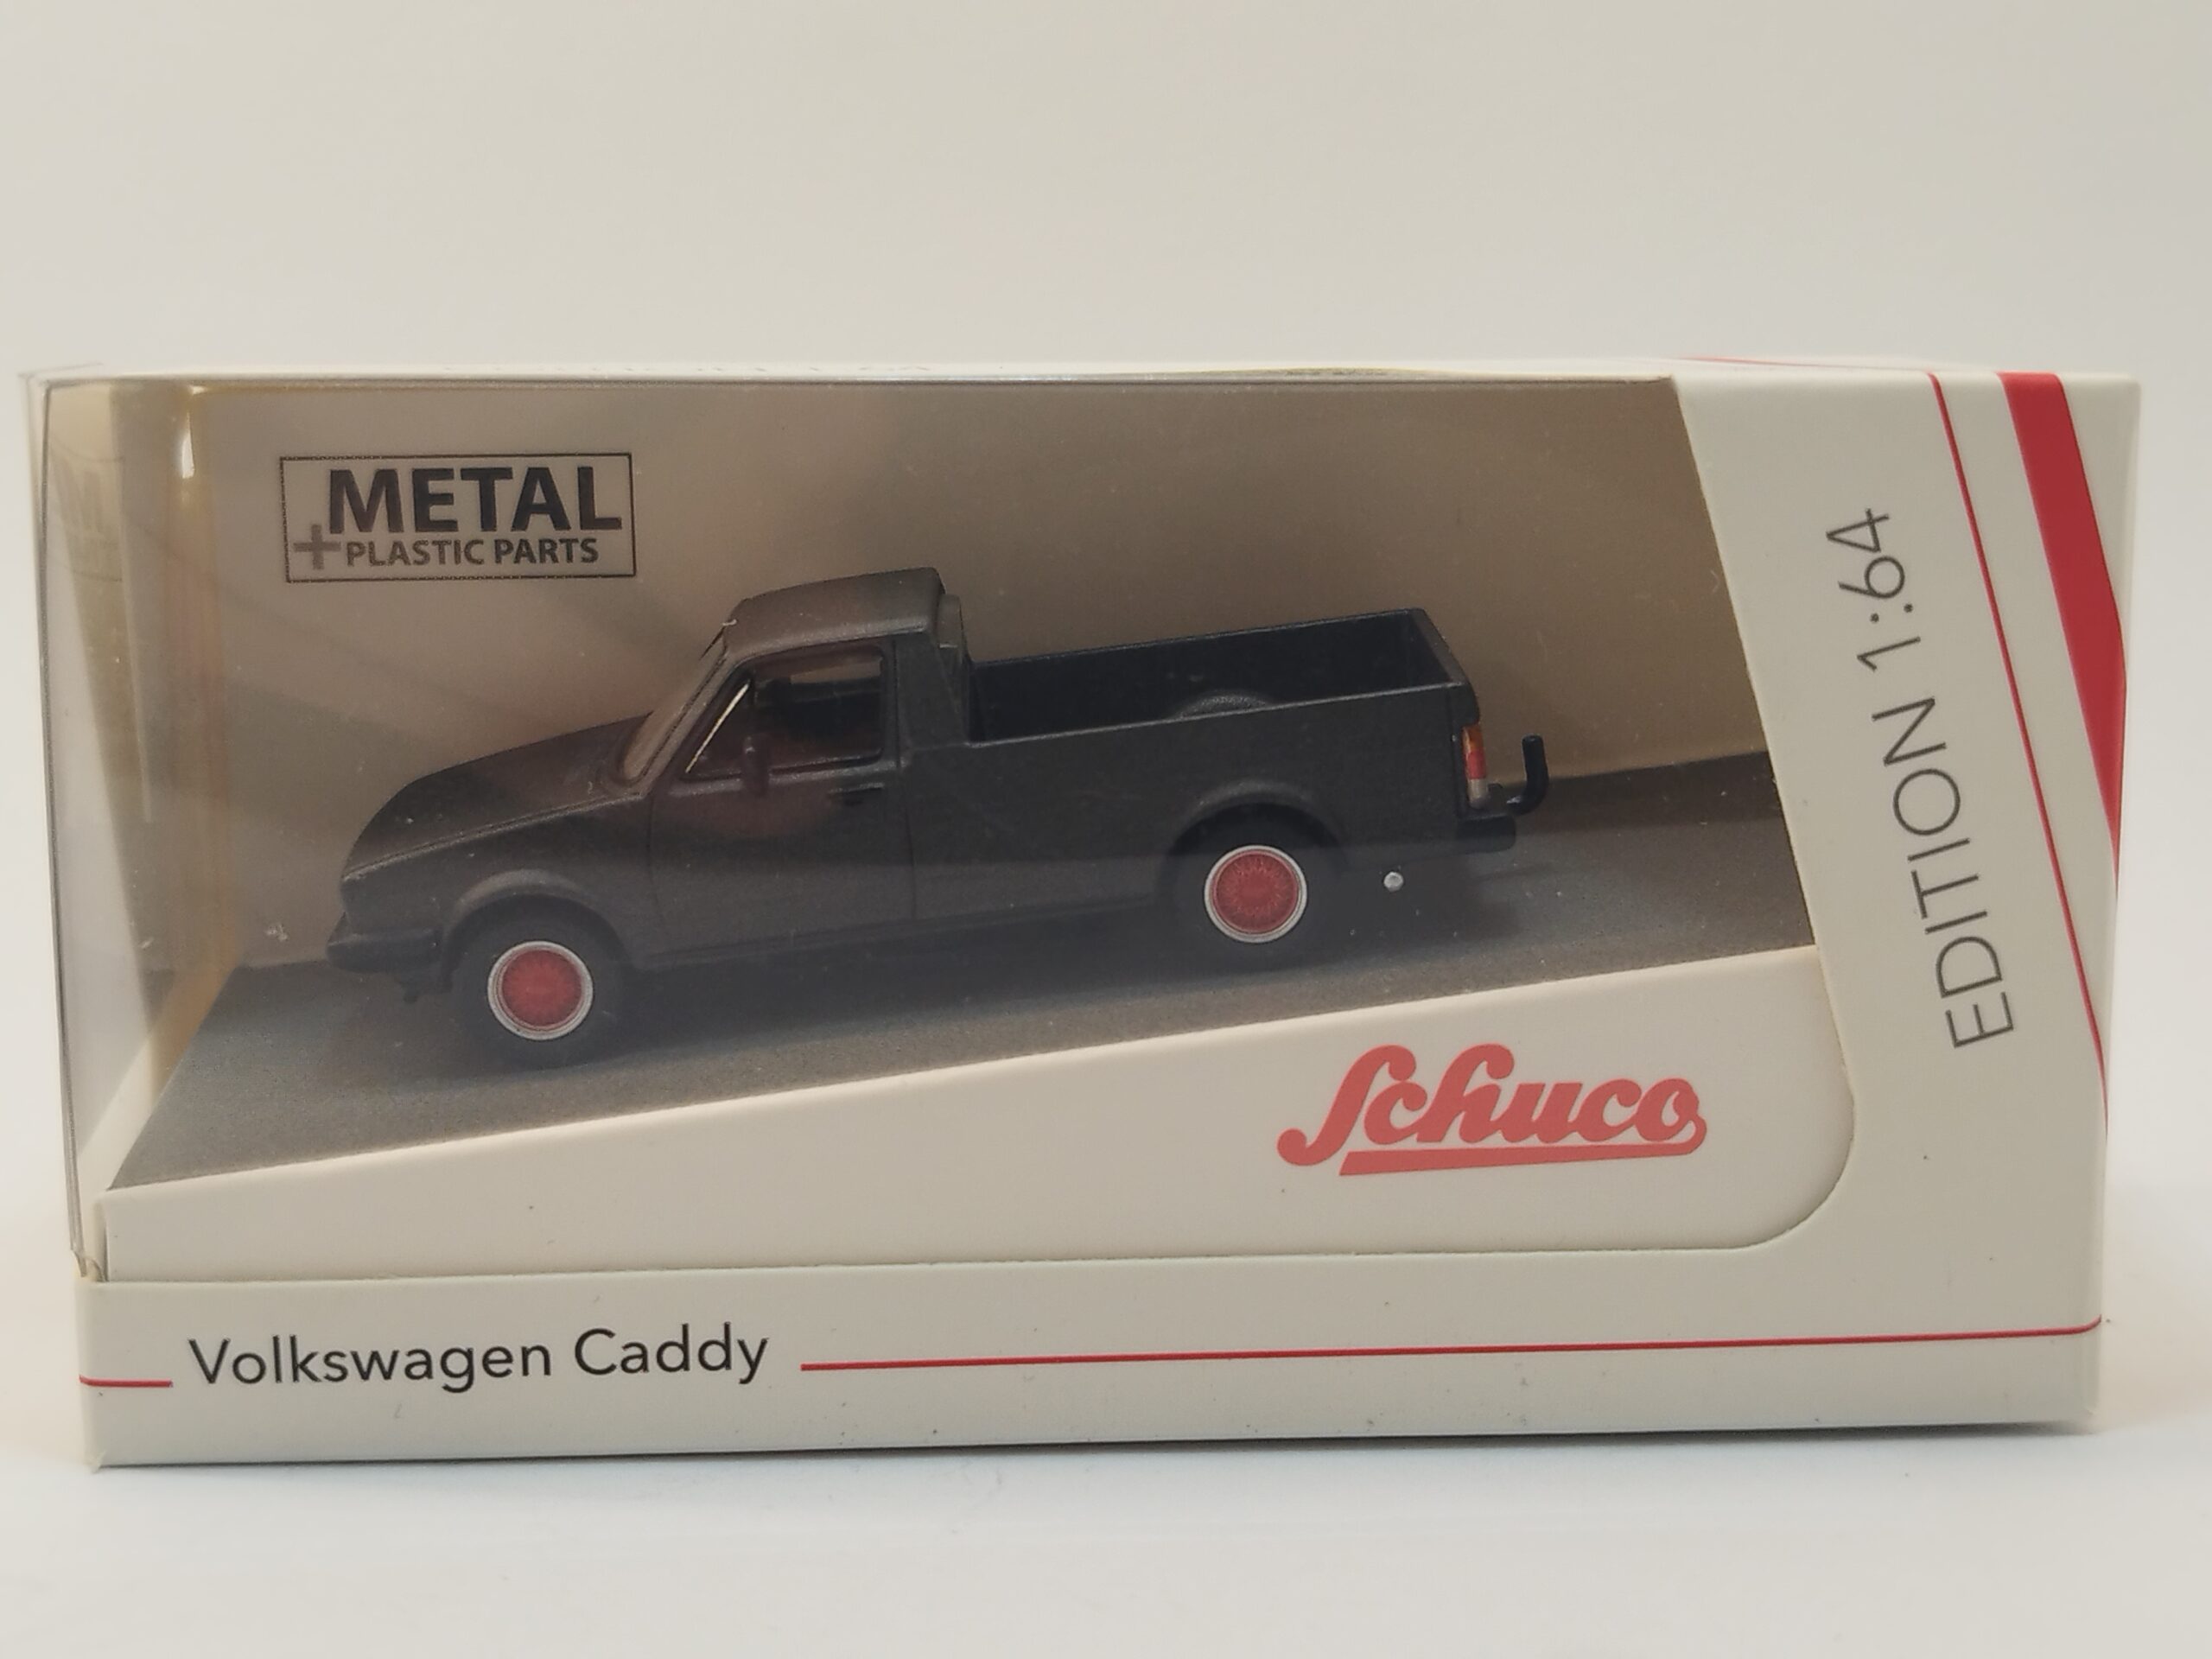 METAL
+PLASTIC PARTS
EDITION 1:64
Schuco
Volkswagen Caddy